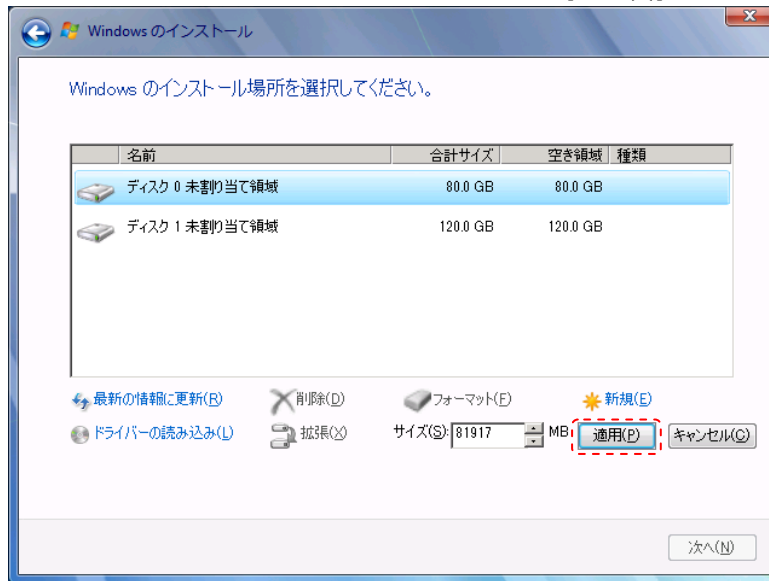 Windows のインストール
Windows のインストール場所を選択してください。
名前 合計サイズ 空き領域 種類
ディスク 0 未割り当て領域 80.0 GB 80.0 GB
ディスク 1 未割り当て領域 120.0 GB 120.0 GB
最新の情報に更新(R) 削除(D) フォーマット(F) 新規(E)
ドライバーの読み込み(L) 拡張(X) サイズ(S): 81917 MB 適用(P) キャンセル(C)
次へ(N)